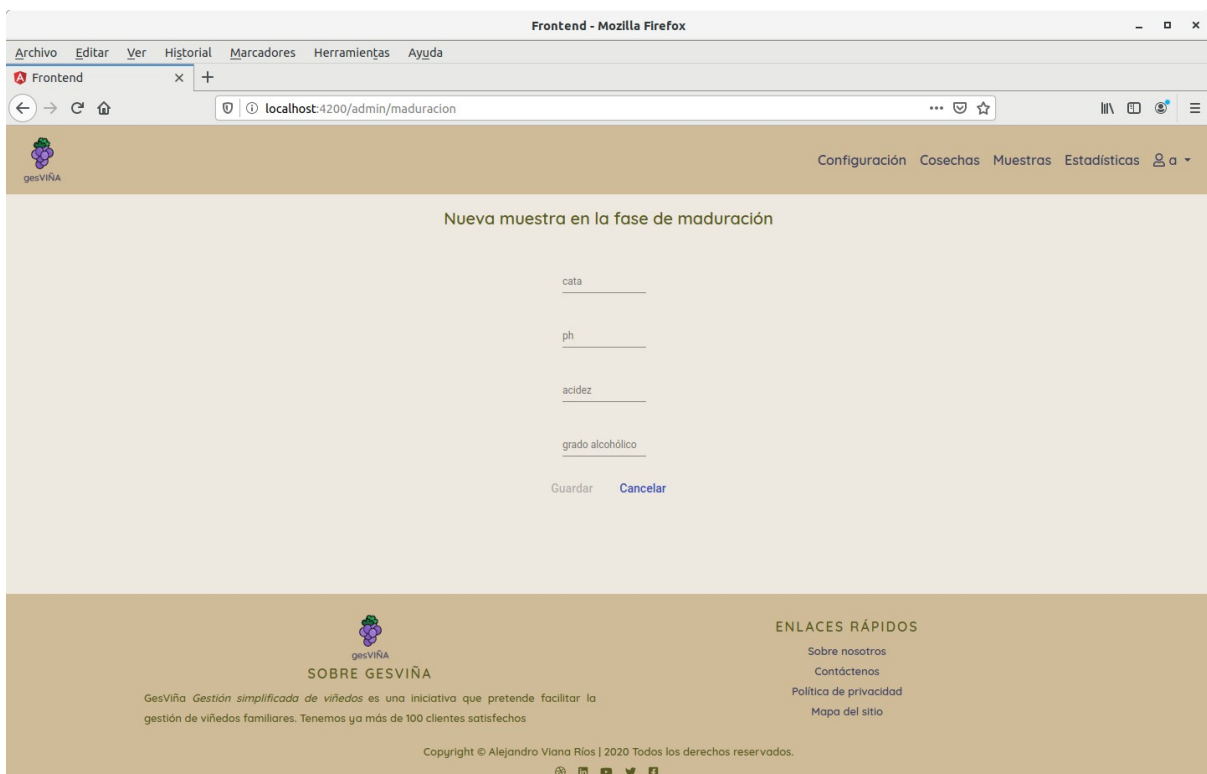 Frontend - Mozilla Firefox
Archivo Editar Ver Historial Marcadores Herramientas Ayuda
Frontend
localhost:4200/admin/maduracion
gesVIÑA
Configuración Cosechas Muestras Estadísticas a
Nueva muestra en la fase de maduración
cata
ph
acidez
grado alcohólico
Guardar Cancelar
gesVIÑA
SOBRE GESVIÑA
GesViña Gestión simplificada de viñedos es una iniciativa que pretende facilitar la
gestión de viñedos familiares. Tenemos ya más de 100 clientes satisfechos
ENLACES RÁPIDOS
Sobre nosotros
Contáctenos
Política de privacidad
Mapa del sitio
Copyright © Alejandro Viana Ríos | 2020 Todos los derechos reservados.